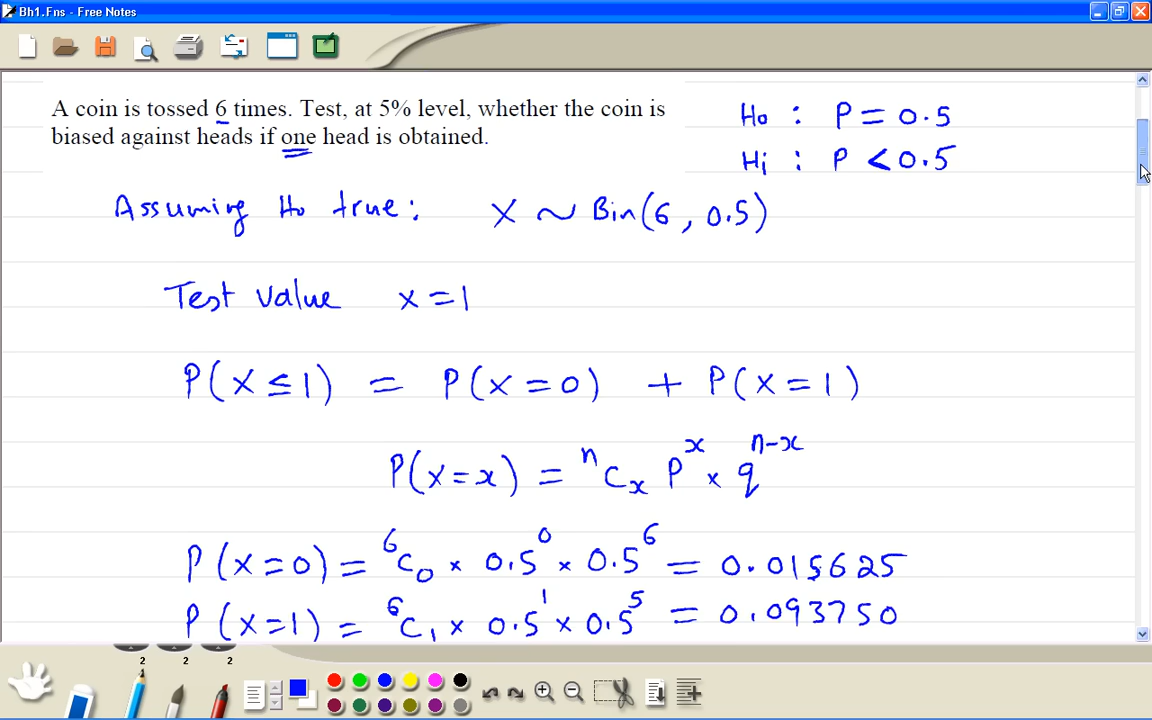 Bh1.Fns - Free Notes
A coin is tossed 6 times. Test, at 5% level, whether the coin is
biased against heads if one head is obtained.
Ho : P = 0.5
H1 : P < 0.5
Assuming Ho true: X ~ Bin(6, 0.5)
Test value x = 1
P(X ≤ 1) = P(X = 0) + P(X = 1)
P(X = x) = ⁿCₓ Pˣ × qⁿ⁻ˣ
P(X = 0) = ⁶C₀ × 0.5⁰ × 0.5⁶ = 0.015625
P(X = 1) = ⁶C₁ × 0.5¹ × 0.5⁵ = 0.093750
2 2 2